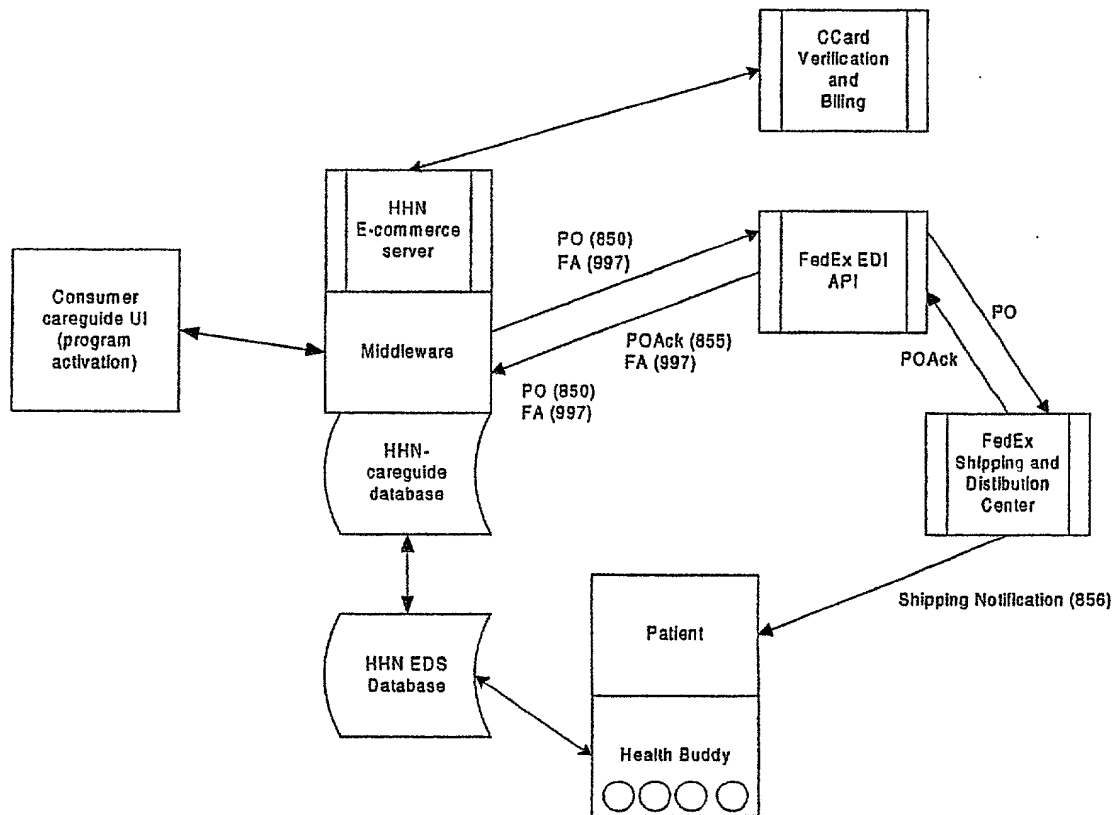 CCard
Verification
and
Billing
HHN
E-commerce
server
PO (850)
FA (997)
FedEx EDI
API
Consumer
careguide UI
(program
activation)
Middleware
PO
POAck (855)
FA (997)
POAck
PO (850)
FA (997)
HHN-
careguide
database
FedEx
Shipping and
Distibution
Center
Shipping Notification (856)
Patient
HHN EDS
Database
Health Buddy